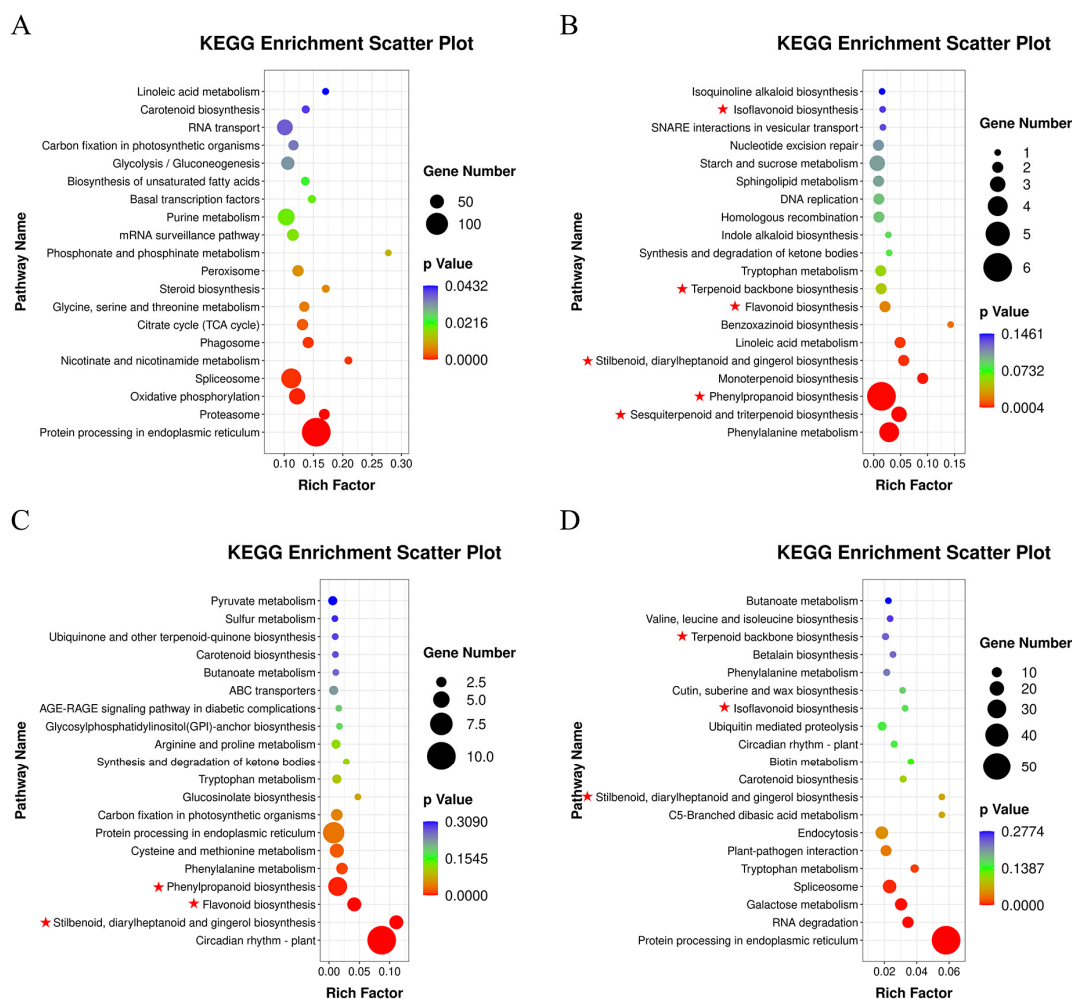 A
KEGG Enrichment Scatter Plot
Pathway Name
Linoleic acid metabolism
Carotenoid biosynthesis
RNA transport
Carbon fixation in photosynthetic organisms
Glycolysis / Gluconeogenesis
Biosynthesis of unsaturated fatty acids
Basal transcription factors
Purine metabolism
mRNA surveillance pathway
Phosphonate and phosphinate metabolism
Peroxisome
Steroid biosynthesis
Glycine, serine and threonine metabolism
Citrate cycle (TCA cycle)
Phagosome
Nicotinate and nicotinamide metabolism
Spliceosome
Oxidative phosphorylation
Proteasome
Protein processing in endoplasmic reticulum
0.10 0.15 0.20 0.25 0.30
Rich Factor
Gene Number
50
100
p Value
0.0432
0.0216
0.0000
B
KEGG Enrichment Scatter Plot
Pathway Name
Isoquinoline alkaloid biosynthesis
Isoflavonoid biosynthesis
SNARE interactions in vesicular transport
Nucleotide excision repair
Starch and sucrose metabolism
Sphingolipid metabolism
DNA replication
Homologous recombination
Indole alkaloid biosynthesis
Synthesis and degradation of ketone bodies
Tryptophan metabolism
Terpenoid backbone biosynthesis
Flavonoid biosynthesis
Benzoxazinoid biosynthesis
Linoleic acid metabolism
Stilbenoid, diarylheptanoid and gingerol biosynthesis
Monoterpenoid biosynthesis
Phenylpropanoid biosynthesis
Sesquiterpenoid and triterpenoid biosynthesis
Phenylalanine metabolism
0.00 0.05 0.10 0.15
Rich Factor
Gene Number
1
2
3
4
5
6
p Value
0.1461
0.0732
0.0004
C
KEGG Enrichment Scatter Plot
Pathway Name
Pyruvate metabolism
Sulfur metabolism
Ubiquinone and other terpenoid-quinone biosynthesis
Carotenoid biosynthesis
Butanoate metabolism
ABC transporters
AGE-RAGE signaling pathway in diabetic complications
Glycosylphosphatidylinositol(GPI)-anchor biosynthesis
Arginine and proline metabolism
Synthesis and degradation of ketone bodies
Tryptophan metabolism
Glucosinolate biosynthesis
Carbon fixation in photosynthetic organisms
Protein processing in endoplasmic reticulum
Cysteine and methionine metabolism
Phenylalanine metabolism
Phenylpropanoid biosynthesis
Flavonoid biosynthesis
Stilbenoid, diarylheptanoid and gingerol biosynthesis
Circadian rhythm - plant
0.00 0.05 0.10
Rich Factor
Gene Number
2.5
5.0
7.5
10.0
p Value
0.3090
0.1545
0.0000
D
KEGG Enrichment Scatter Plot
Pathway Name
Butanoate metabolism
Valine, leucine and isoleucine biosynthesis
Terpenoid backbone biosynthesis
Betalain biosynthesis
Phenylalanine metabolism
Cutin, suberine and wax biosynthesis
Isoflavonoid biosynthesis
Ubiquitin mediated proteolysis
Circadian rhythm - plant
Biotin metabolism
Carotenoid biosynthesis
Stilbenoid, diarylheptanoid and gingerol biosynthesis
C5-Branched dibasic acid metabolism
Endocytosis
Plant-pathogen interaction
Tryptophan metabolism
Spliceosome
Galactose metabolism
RNA degradation
Protein processing in endoplasmic reticulum
0.02 0.04 0.06
Rich Factor
Gene Number
10
20
30
40
50
p Value
0.2774
0.1387
0.0000